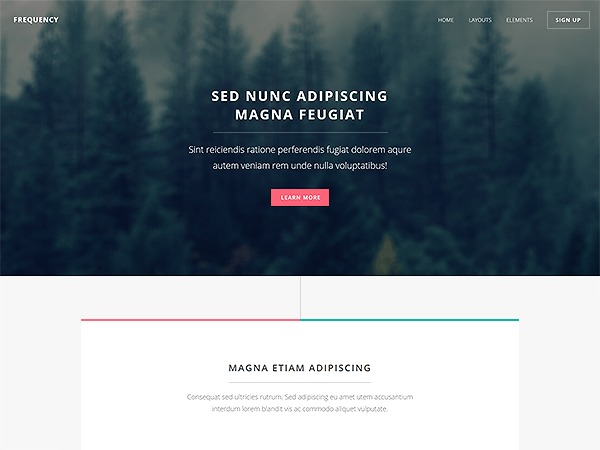 FREQUENCY
HOME LAYOUTS ELEMENTS SIGN UP
SED NUNC ADIPISCING
MAGNA FEUGIAT
Sint reiciendis ratione perferendis fugiat dolorem aqure
autem veniam rem unde nulla voluptatibus!
LEARN MORE
MAGNA ETIAM ADIPISCING
Consequat sed ultricies rutrum. Sed adipiscing eu amet utem accusantium
interdum lorem blandit vis ac commodo aliquet vulputate.